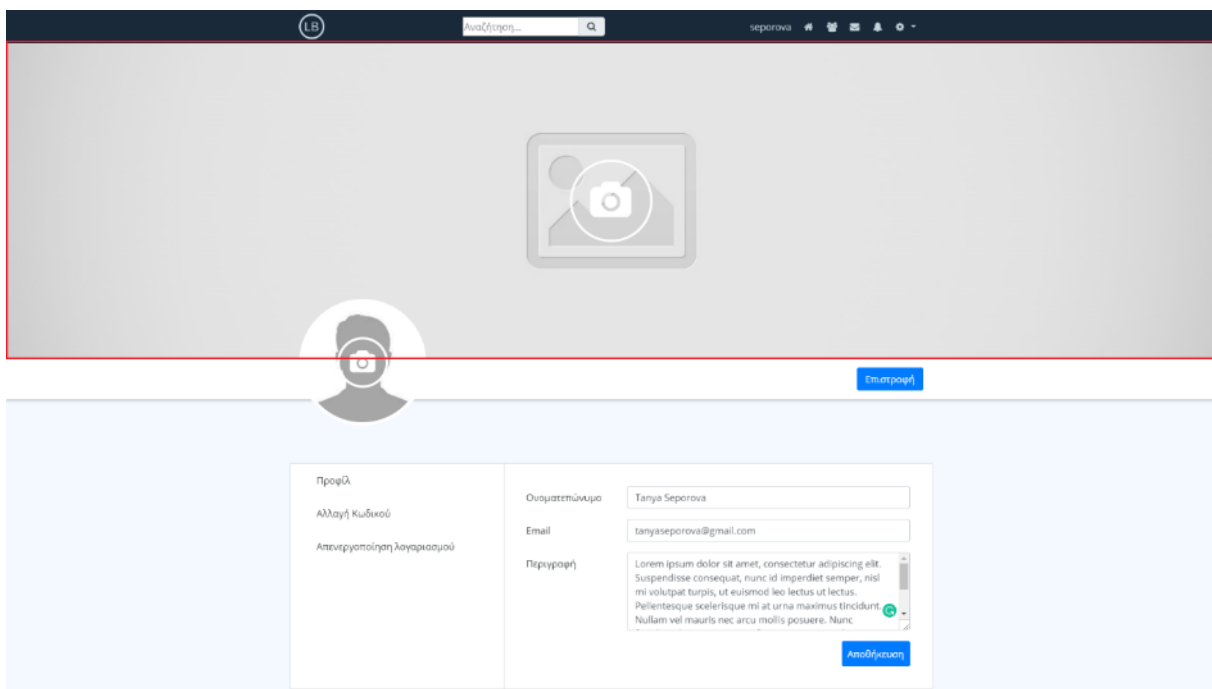 LB
Αναζήτηση...
seporova
Επιστροφή
Προφίλ
Αλλαγή Κωδικού
Απενεργοποίηση λογαριασμού
Ονοματεπώνυμο
Tanya Seporova
Email
tanyaseporova@gmail.com
Περιγραφή
Lorem ipsum dolor sit amet, consectetur adipiscing elit.
Suspendisse consequat, nunc id imperdiet semper, nisl
mi volutpat turpis, ut euismod leo lectus ut lectus.
Pellentesque scelerisque mi at urna maximus tincidunt.
Nullam vel mauris nec arcu mollis posuere. Nunc
Αποθήκευση